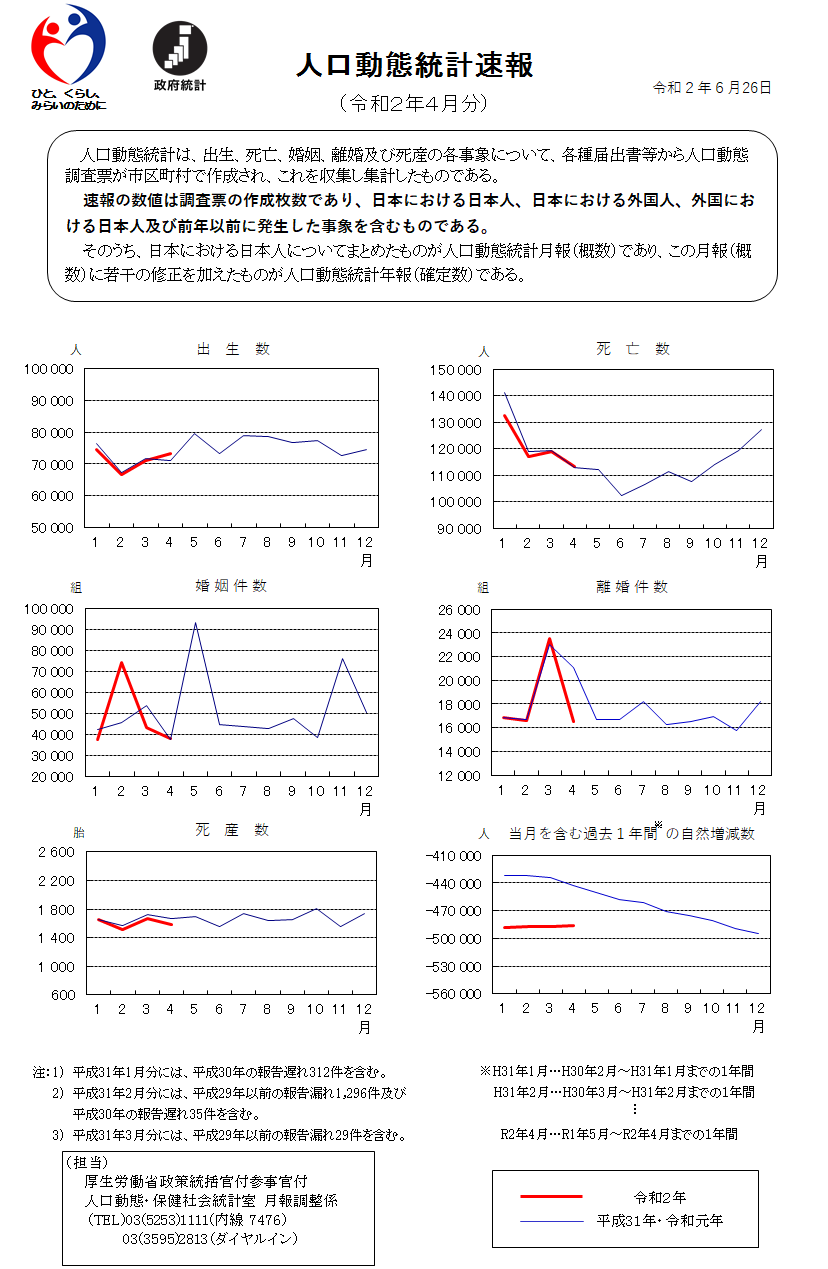 ひと、くらし、
みらいのために
政府統計
人口動態統計速報
（令和２年４月分）
令和２年６月26日
人口動態統計は、出生、死亡、婚姻、離婚及び死産の各事象について、各種届出書等から人口動態
調査票が市区町村で作成され、これを収集し集計したものである。
速報の数値は調査票の作成枚数であり、日本における日本人、日本における外国人、外国にお
ける日本人及び前年以前に発生した事象を含むものである。
そのうち、日本における日本人についてまとめたものが人口動態統計月報（概数）であり、この月報（概
数）に若干の修正を加えたものが人口動態統計年報（確定数）である。
人
出 生 数
100 000
90 000
80 000
70 000
60 000
50 000
1 2 3 4 5 6 7 8 9 10 11 12
月
人
死 亡 数
150 000
140 000
130 000
120 000
110 000
100 000
90 000
1 2 3 4 5 6 7 8 9 10 11 12
月
組
婚 姻 件 数
100 000
90 000
80 000
70 000
60 000
50 000
40 000
30 000
20 000
1 2 3 4 5 6 7 8 9 10 11 12
月
組
離 婚 件 数
26 000
24 000
22 000
20 000
18 000
16 000
14 000
12 000
1 2 3 4 5 6 7 8 9 10 11 12
月
胎
死 産 数
2 600
2 200
1 800
1 400
1 000
600
1 2 3 4 5 6 7 8 9 10 11 12
月
人
当月を含む過去１年間※の自然増減数
-410 000
-440 000
-470 000
-500 000
-530 000
-560 000
1 2 3 4 5 6 7 8 9 10 11 12
月
注：1） 平成31年1月分には、平成30年の報告遅れ312件を含む。
2） 平成31年2月分には、平成29年以前の報告漏れ1,296件及び
平成30年の報告遅れ35件を含む。
3） 平成31年3月分には、平成29年以前の報告漏れ29件を含む。
※H31年1月…H30年2月～H31年1月までの1年間
H31年2月…H30年3月～H31年2月までの1年間
⋮
R2年4月…R1年5月～R2年4月までの1年間
（担当）
厚生労働省政策統括官付参事官付
人口動態・保健社会統計室 月報調整係
（TEL）03(5253)1111(内線 7476)
03(3595)2813（ダイヤルイン）
令和2年
平成31年・令和元年